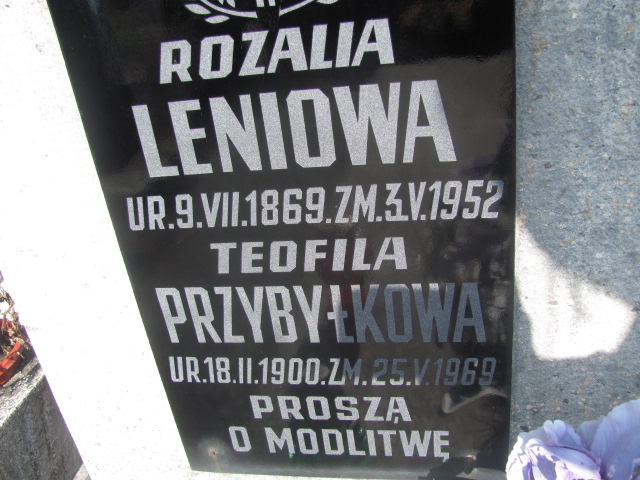 ROZALIA
LENIOWA
UR.9.VII.1869.ZM.3.V.1952
TEOFILA
PRZYBYŁKOWA
UR.18.II.1900.ZM.25.V.1969
PROSZĄ
O MODLITWĘ